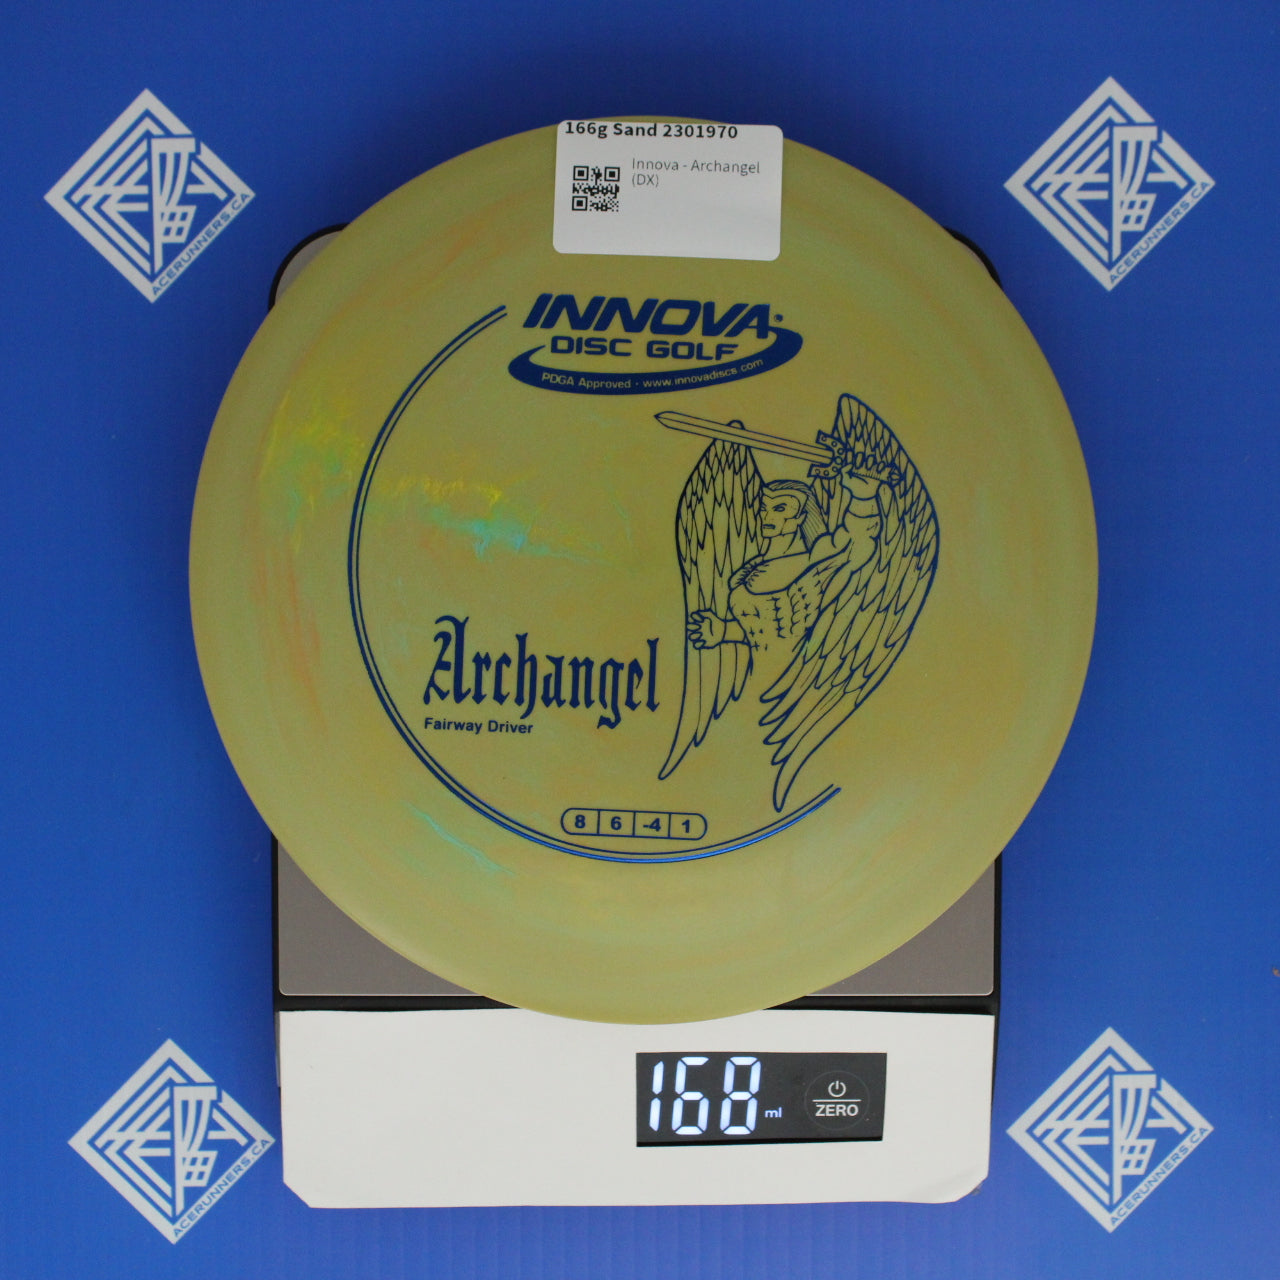 166g Sand 2301970
Innova - Archangel
(DX)
INNOVA
DISC GOLF
PDGA Approved · www.innovadiscs.com
Archangel
Fairway Driver
8 6 -4 1
168 ml
ZERO
ACERUNNERS.CA
ACERUNNERS.CA
ACERUNNERS.CA
ACERUNNERS.CA